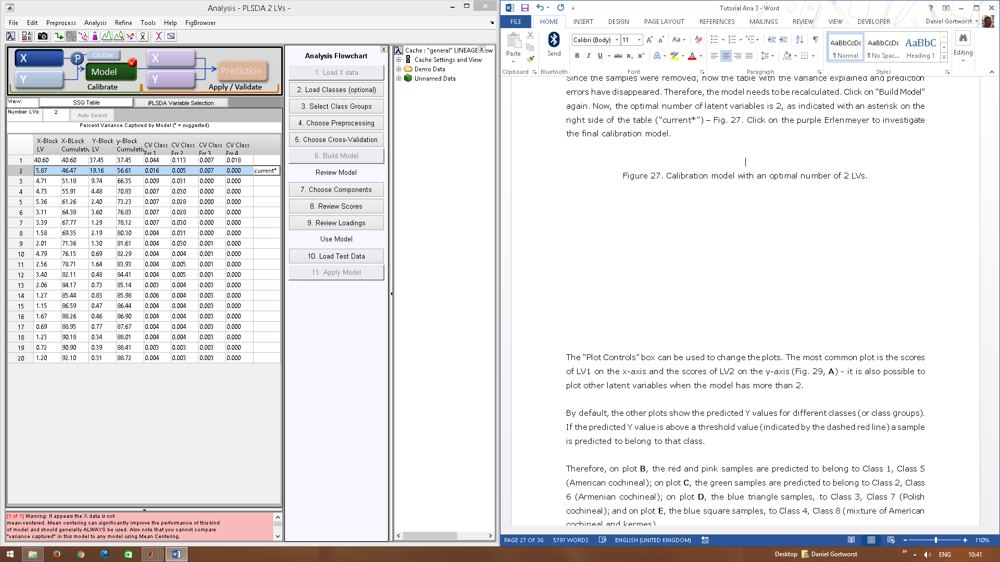 Analysis - PLSDA 2 LVs -
File Edit Preprocess Analysis Refine Tools Help FigBrowser
X
P
Clutter
Model
Y
Calibrate
X
Y
Prediction
Apply / Validate
View:
SSQ Table
iPLSDA Variable Selection
Number LVs:
2
Auto Select
Percent Variance Captured by Model (* = suggested)
X-Block X-BLock Y-Block y-Block CV Class CV Class CV Class CV Class
LV Cumulativ LV Cumulativ Err 1 Err 2 Err 3 Err 4
1 40.60 40.60 37.45 37.45 0.044 0.113 0.007 0.018
2 5.87 46.47 19.16 56.61 0.016 0.005 0.007 0.000 current*
3 4.71 51.18 9.74 66.35 0.009 0.031 0.000 0.000
4 4.73 55.91 4.48 70.83 0.007 0.030 0.000 0.000
5 5.36 61.26 2.40 73.23 0.007 0.028 0.000 0.000
6 3.11 64.38 3.60 76.83 0.007 0.028 0.000 0.000
7 3.39 67.77 1.29 78.12 0.007 0.030 0.000 0.000
8 1.58 69.35 2.19 80.30 0.004 0.031 0.000 0.000
9 2.01 71.36 1.30 81.61 0.004 0.030 0.001 0.000
10 4.79 76.15 0.69 82.29 0.004 0.004 0.001 0.000
11 2.56 78.71 1.64 83.93 0.004 0.005 0.001 0.000
12 3.40 82.11 0.48 84.41 0.004 0.005 0.001 0.000
13 2.06 84.17 0.73 85.14 0.003 0.004 0.003 0.000
14 1.27 85.44 0.83 85.98 0.006 0.004 0.003 0.000
15 1.15 86.59 0.47 86.44 0.004 0.004 0.003 0.000
16 1.67 88.26 0.46 86.90 0.004 0.004 0.003 0.000
17 0.69 88.95 0.77 87.67 0.004 0.004 0.003 0.000
18 1.23 90.18 0.34 88.01 0.004 0.004 0.003 0.000
19 0.72 90.90 0.39 88.41 0.003 0.003 0.003 0.000
20 1.20 92.10 0.31 88.72 0.004 0.003 0.003 0.000
[1 of 1] Warning: It appears the X data is not
mean-centered. Mean centering can significantly improve the performance of this kind
of model and should generally ALWAYS be used. Also note that you cannot compare
"variance captured" in this model to any model using Mean Centering.
X
Analysis Flowchart
1. Load X data
2. Load Classes (optional)
3. Select Class Groups
4. Choose Preprocessing
5. Choose Cross-Validation
6. Build Model
Review Model
7. Choose Components
8. Review Scores
9. Review Loadings
Use Model
10. Load Test Data
11. Apply Model
Cache : "general" LINEAGE
Cache Settings and View
Demo Data
Unnamed Data
Tutorial Ana 3 - Word
FILE HOME INSERT DESIGN PAGE LAYOUT REFERENCES MAILINGS REVIEW VIEW DEVELOPER Daniel Gortworst
Paste
Send
Calibri (Body) 11
Aa
B I U abc x₂ x² A ab A
AaBbCcDc AaBbCcDc AaBbC
¶ Normal ¶ No Spac... Heading 1
Editing
Clipboard Bluetooth Font Paragraph Styles
Since the samples were removed, now the table with the variance explained and prediction
errors have disappeared. Therefore, the model needs to be recalculated. Click on “Build Model”
again. Now, the optimal number of latent variables is 2, as indicated with an asterisk on the
right side of the table (“current*”) – Fig. 27. Click on the purple Erlenmeyer to investigate
the final calibration model.
Figure 27. Calibration model with an optimal number of 2 LVs.
The “Plot Controls” box can be used to change the plots. The most common plot is the scores
of LV1 on the x-axis and the scores of LV2 on the y-axis (Fig. 29, A) - it is also possible to
plot other latent variables when the model has more than 2.
By default, the other plots show the predicted Y values for different classes (or class groups).
If the predicted Y value is above a threshold value (indicated by the dashed red line) a sample
is predicted to belong to that class.
Therefore, on plot B, the red and pink samples are predicted to belong to Class 1, Class 5
(American cochineal); on plot C, the green samples are predicted to belong to Class 2, Class
6 (Armenian cochineal); on plot D, the blue triangle samples, to Class 3, Class 7 (Polish
cochineal); and on plot E, the blue square samples, to Class 4, Class 8 (mixture of American
cochineal and kermes)
PAGE 27 OF 36 5797 WORDS ENGLISH (UNITED KINGDOM) 110%
Desktop Daniel Gortworst ENG 10:41